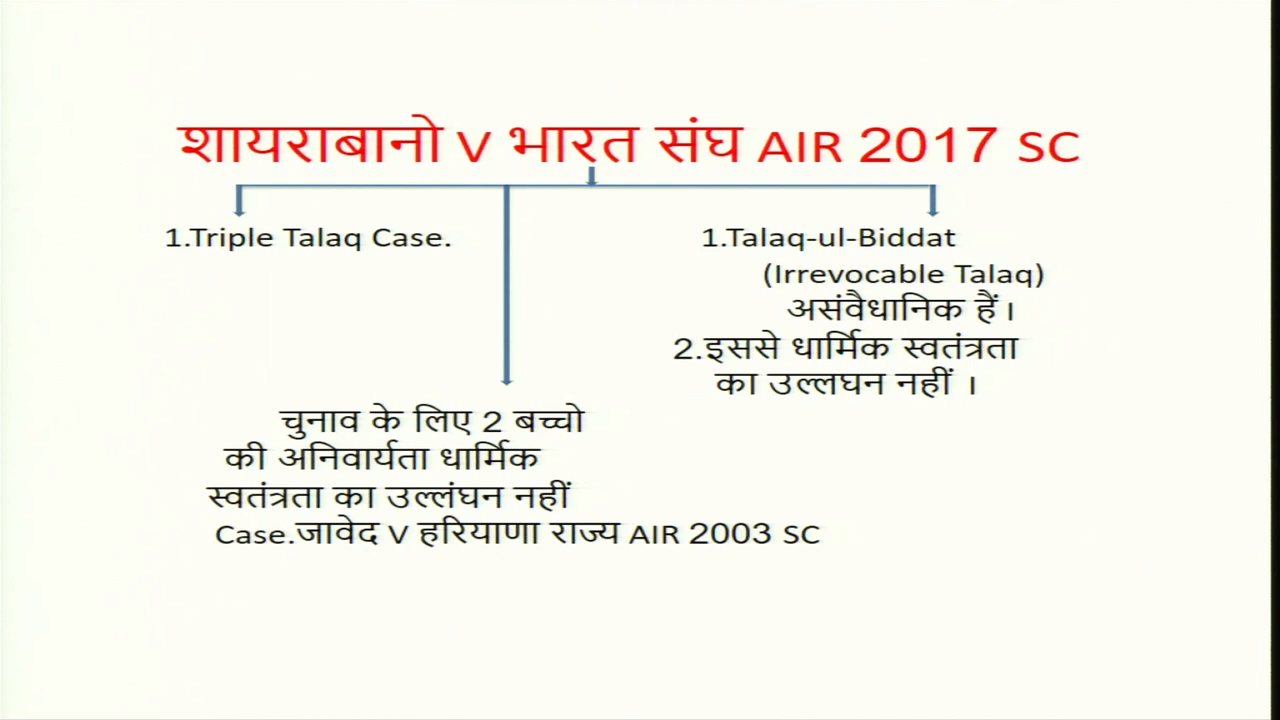 शायराबानो V भारत संघ AIR 2017 SC
1.Triple Talaq Case.
1.Talaq-ul-Biddat
(Irrevocable Talaq)
असंवैधानिक हैं।
2.इससे धार्मिक स्वतंत्रता
का उल्लघन नहीं ।
चुनाव के लिए 2 बच्चो
की अनिवार्यता धार्मिक
स्वतंत्रता का उल्लंघन नहीं
Case.जावेद V हरियाणा राज्य AIR 2003 SC